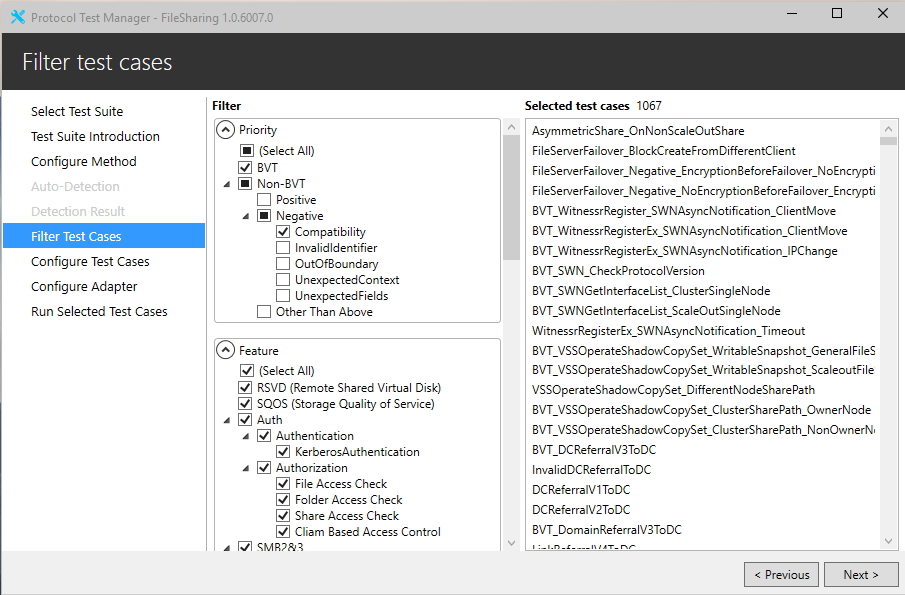 Protocol Test Manager - FileSharing 1.0.6007.0
Filter test cases
Select Test Suite
Test Suite Introduction
Configure Method
Auto-Detection
Detection Result
Filter Test Cases
Configure Test Cases
Configure Adapter
Run Selected Test Cases
Filter
Priority
(Select All)
BVT
Non-BVT
Positive
Negative
Compatibility
InvalidIdentifier
OutOfBoundary
UnexpectedContext
UnexpectedFields
Other Than Above
Feature
(Select All)
RSVD (Remote Shared Virtual Disk)
SQOS (Storage Quality of Service)
Auth
Authentication
KerberosAuthentication
Authorization
File Access Check
Folder Access Check
Share Access Check
Cliam Based Access Control
SMB2&3
Selected test cases 1067
AsymmetricShare_OnNonScaleOutShare
FileServerFailover_BlockCreateFromDifferentClient
FileServerFailover_Negative_EncryptionBeforeFailover_NoEncrypti
FileServerFailover_Negative_NoEncryptionBeforeFailover_Encrypti
BVT_WitnessrRegister_SWNAsyncNotification_ClientMove
BVT_WitnessrRegisterEx_SWNAsyncNotification_ClientMove
BVT_WitnessrRegisterEx_SWNAsyncNotification_IPChange
BVT_SWN_CheckProtocolVersion
BVT_SWNGetInterfaceList_ClusterSingleNode
BVT_SWNGetInterfaceList_ScaleOutSingleNode
WitnessrRegisterEx_SWNAsyncNotification_Timeout
BVT_VSSOperateShadowCopySet_WritableSnapshot_GeneralFileS
BVT_VSSOperateShadowCopySet_WritableSnapshot_ScaleoutFile
VSSOperateShadowCopySet_DifferentNodeSharePath
BVT_VSSOperateShadowCopySet_ClusterSharePath_OwnerNode
BVT_VSSOperateShadowCopySet_ClusterSharePath_NonOwnerN
BVT_DCReferralV3ToDC
InvalidDCReferralToDC
DCReferralV1ToDC
DCReferralV2ToDC
BVT_DomainReferralV3ToDC
LinkReferralV4ToDC
< Previous
Next >